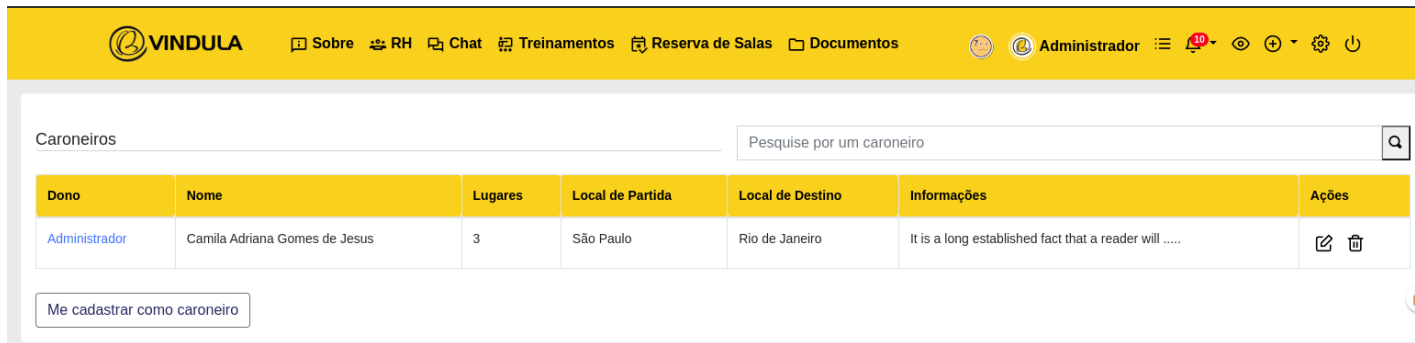 VINDULA Sobre RH Chat Treinamentos Reserva de Salas Documentos Administrador 10
Caroneiros Pesquise por um caroneiro
Dono Nome Lugares Local de Partida Local de Destino Informações Ações
Administrador Camila Adriana Gomes de Jesus 3 São Paulo Rio de Janeiro It is a long established fact that a reader will .....
Me cadastrar como caroneiro